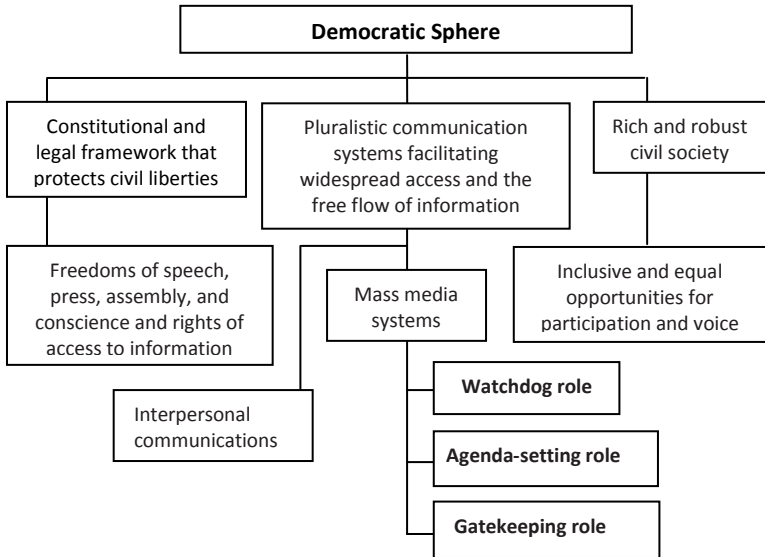 Democratic Sphere
Constitutional and
legal framework that
protects civil liberties
Pluralistic communication
systems facilitating
widespread access and the
free flow of information
Rich and robust
civil society
Freedoms of speech,
press, assembly, and
conscience and rights of
access to information
Mass media
systems
Inclusive and equal
opportunities for
participation and voice
Interpersonal
communications
Watchdog role
Agenda-setting role
Gatekeeping role